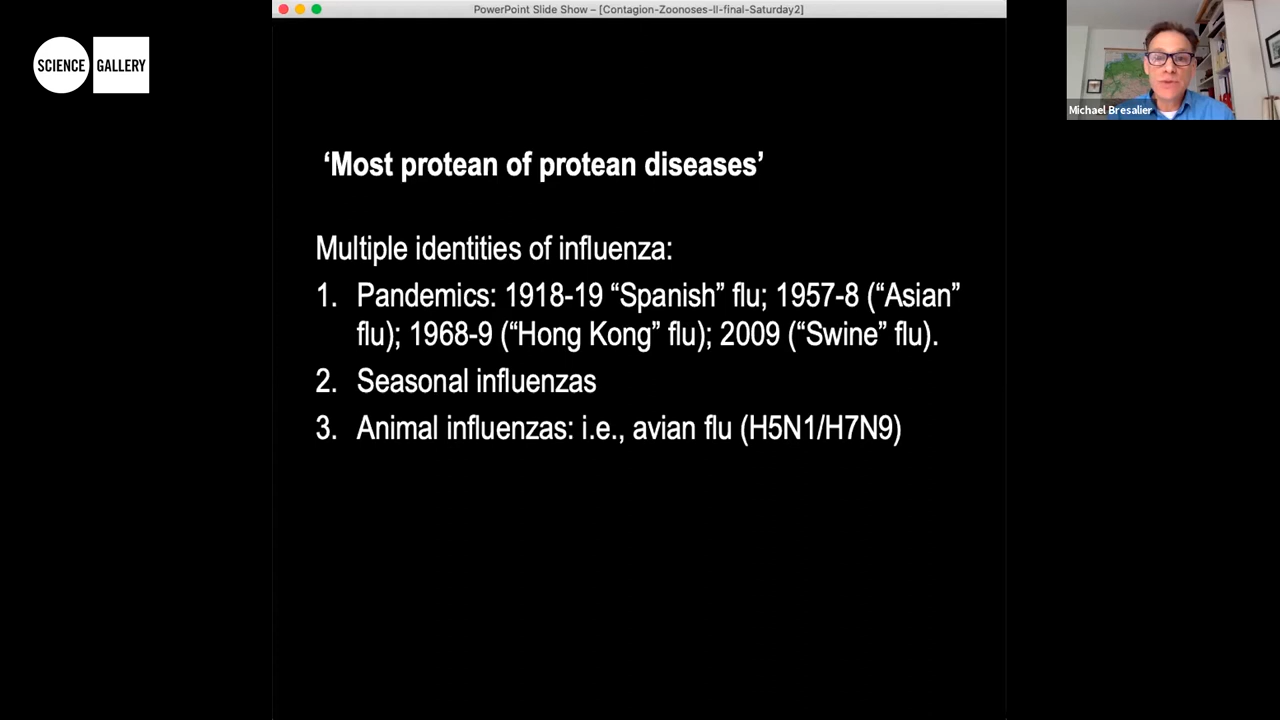 PowerPoint Slide Show – [Contagion-Zoonoses-II-final-Saturday2]
SCIENCE GALLERY
Michael Bresalier
‘Most protean of protean diseases’
Multiple identities of influenza:
1. Pandemics: 1918-19 “Spanish” flu; 1957-8 (“Asian”
flu); 1968-9 (“Hong Kong” flu); 2009 (“Swine” flu).
2. Seasonal influenzas
3. Animal influenzas: i.e., avian flu (H5N1/H7N9)